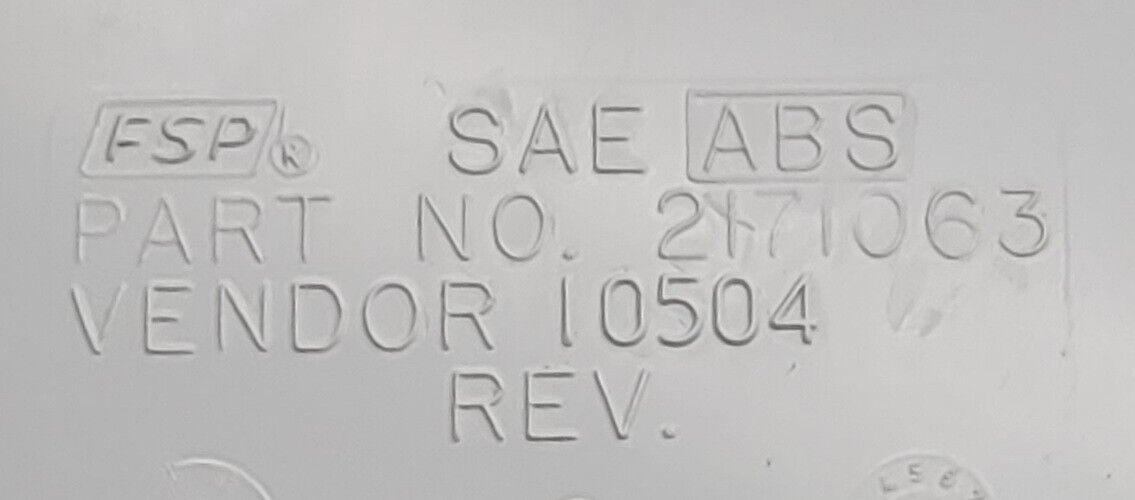 FSP® SAE ABS
PART NO. 2171063
VENDOR 10504
REV.